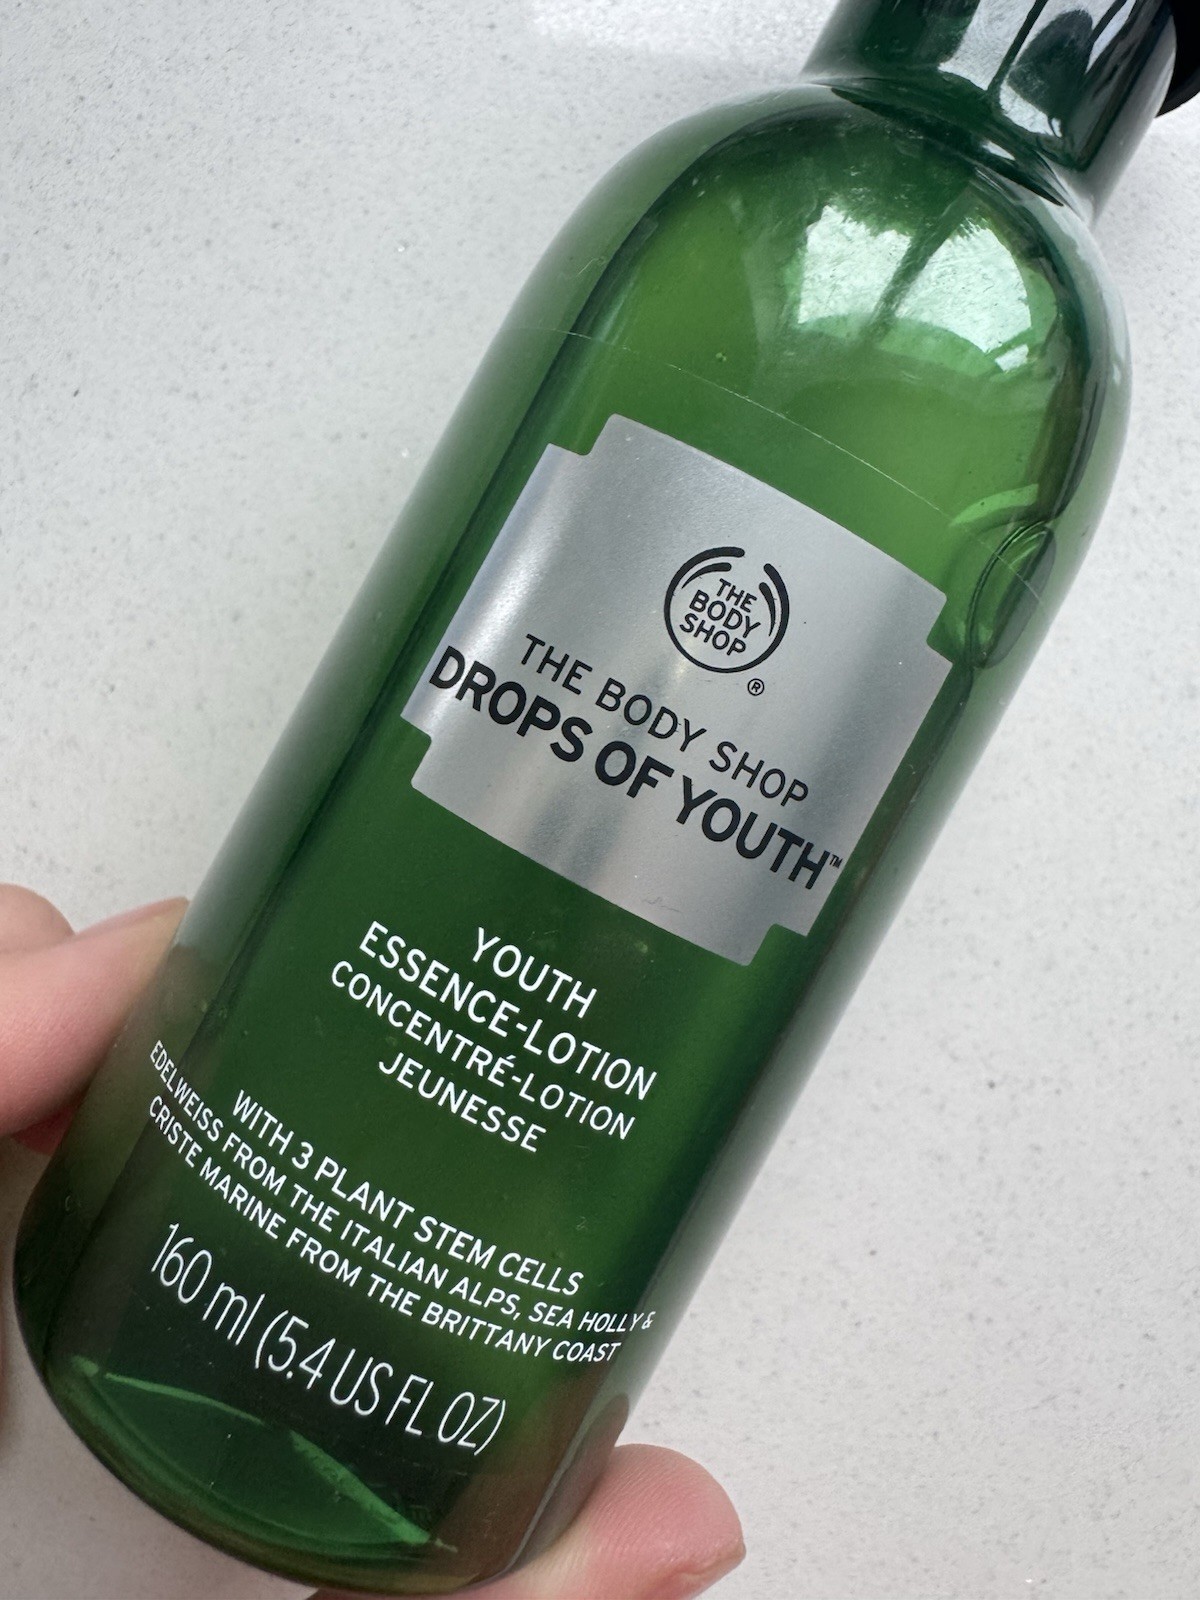 THE
BODY
SHOP
®
THE BODY SHOP
DROPS OF YOUTH™
YOUTH
ESSENCE-LOTION
CONCENTRÉ-LOTION
JEUNESSE
WITH 3 PLANT STEM CELLS
EDELWEISS FROM THE ITALIAN ALPS, SEA HOLLY &
CRISTE MARINE FROM THE BRITTANY COAST
160 ml (5.4 US FL OZ)